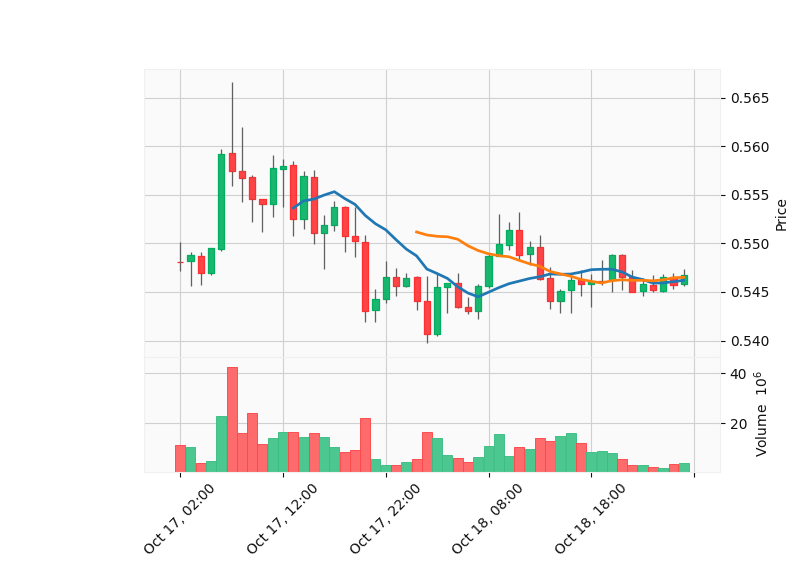 0.565
0.560
0.555
0.550
0.545
0.540
Price
40
20
Volume 10^6
Oct 17, 02:00
Oct 17, 12:00
Oct 17, 22:00
Oct 18, 08:00
Oct 18, 18:00